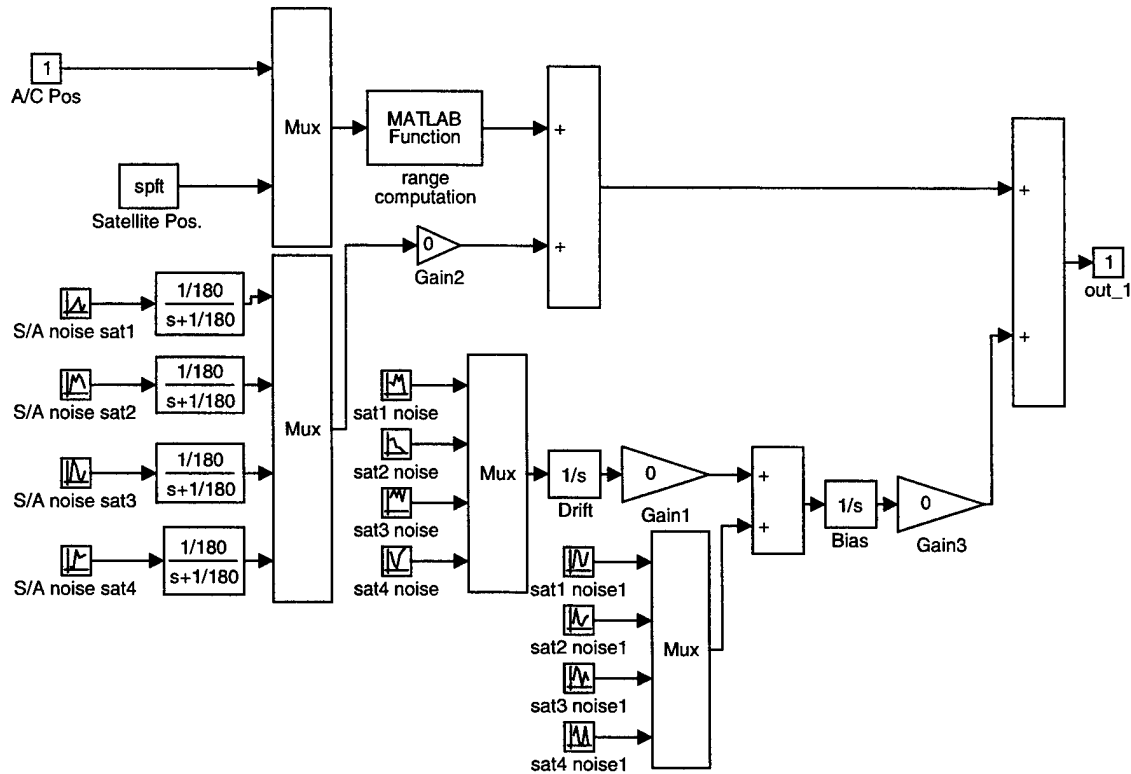 1
A/C Pos
spft
Satellite Pos.
Mux
MATLAB
Function
range
computation
0
Gain2
+
+
+
+
1
out_1
S/A noise sat1
1/180
s+1/180
S/A noise sat2
1/180
s+1/180
S/A noise sat3
1/180
s+1/180
S/A noise sat4
1/180
s+1/180
Mux
sat1 noise
sat2 noise
sat3 noise
sat4 noise
Mux
1/s
Drift
0
Gain1
sat1 noise1
sat2 noise1
sat3 noise1
sat4 noise1
Mux
+
+
1/s
Bias
0
Gain3